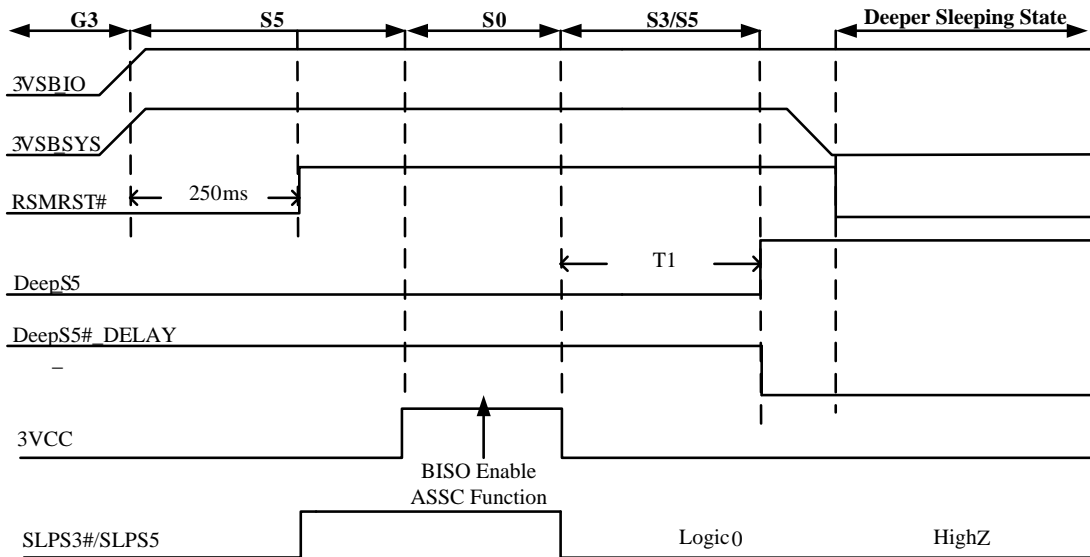 G3 S5 S0 S3/S5 Deeper Sleeping State
3VSBIO
3VSBSYS
250ms
RSMRST#
T1
DeepS5
DeepS5#_DELAY
_
3VCC
BISO Enable
ASSC Function
SLPS3#/SLPS5 Logic0 HighZ